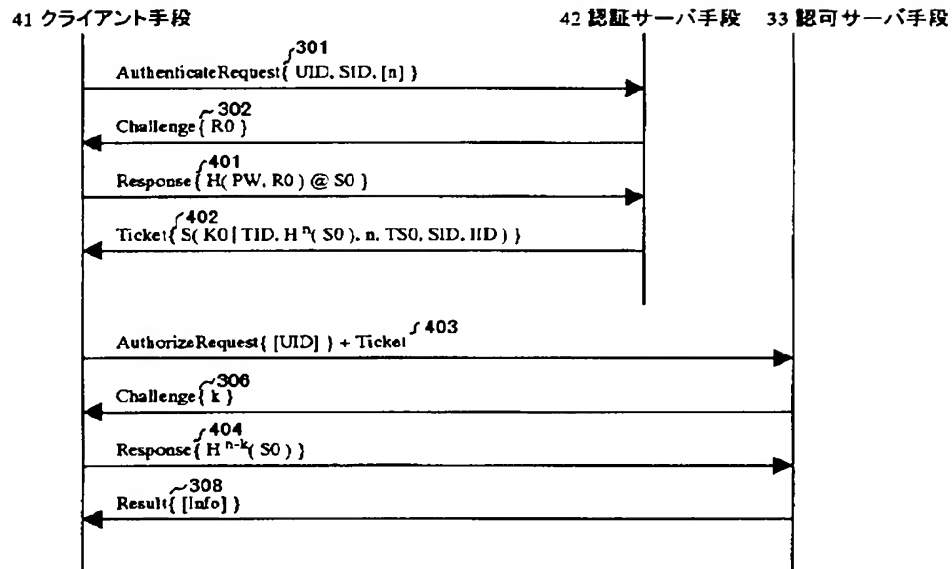 41 クライアント手段 42 認証サーバ手段 33 認可サーバ手段
301
AuthenticateRequest{ UID, SID, [n] }
302
Challenge{ R0 }
401
Response{ H( PW, R0 ) @ S0 }
402
Ticket{ S( K0 | TID, H n( S0 ), n, TS0, SID, IID ) }
403
AuthorizeRequest{ [UID] } + Ticket
306
Challenge{ k }
404
Response{ H n-k( S0 ) }
308
Result{ [Info] }